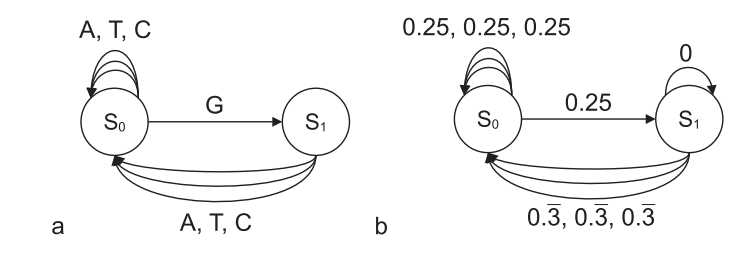 A, T, C
S₀
G
S₁
A, T, C
a
0.25, 0.25, 0.25
0
S₀
0.25
S₁
0.3̅, 0.3̅, 0.3̅
b